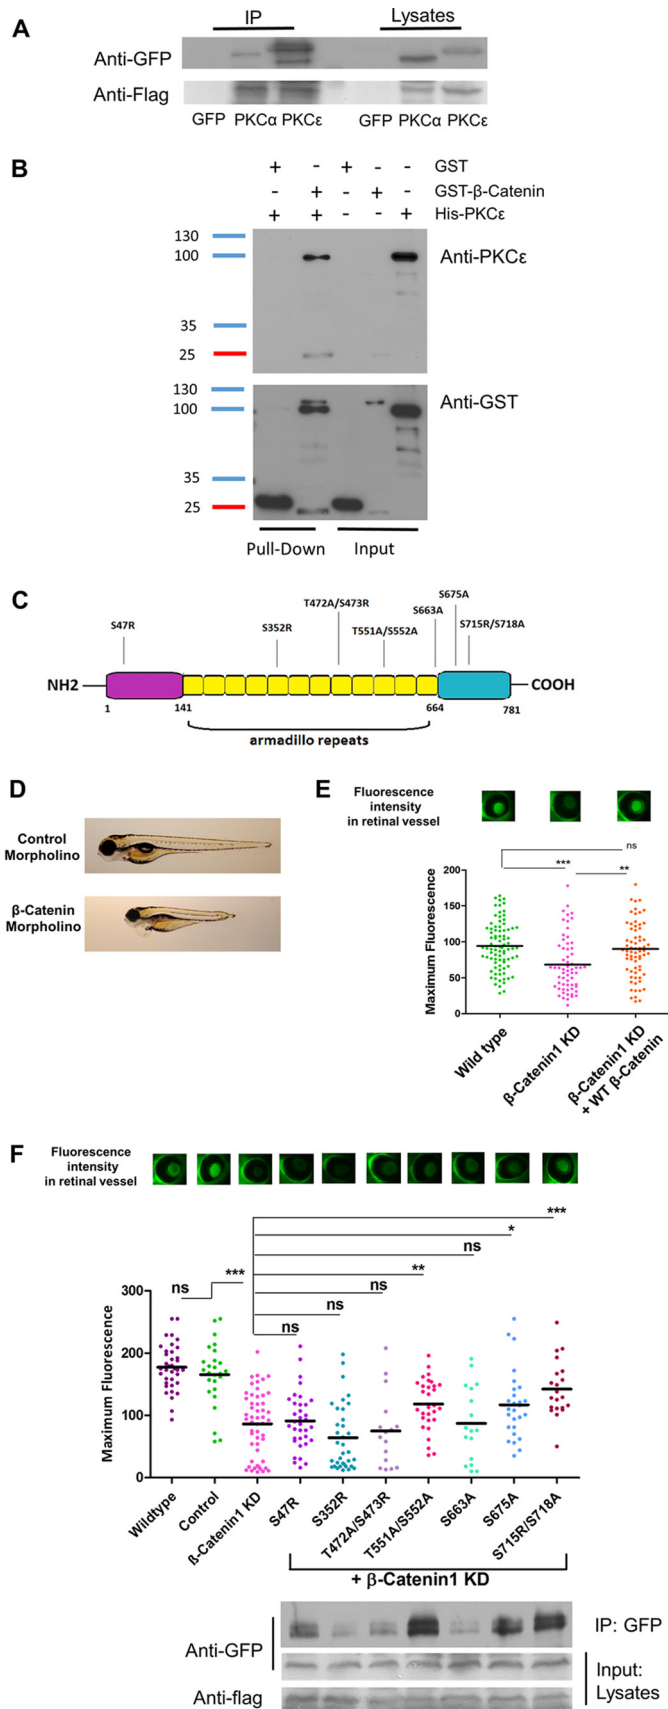 A
IP
Lysates
Anti-GFP
Anti-Flag
GFP PKCα PKCε
GFP PKCα PKCε
B
+ - + - - GST
- + - + - GST-β-Catenin
+ + - - + His-PKCε
130
100
Anti-PKCε
35
25
130
100
Anti-GST
35
25
Pull-Down
Input
C
S47R
S352R
T472A/S473R
T551A/S552A
S663A
S675A
S715R/S718A
NH2
COOH
1
141
664
781
armadillo repeats
D
Control
Morpholino
β-Catenin
Morpholino
E
Fluorescence
intensity
in retinal vessel
ns
***
**
Maximum Fluorescence
200
150
100
50
0
Wild type
β-Catenin1 KD
β-Catenin1 KD
+ WT β-Catenin
F
Fluorescence
intensity
in retinal vessel
***
*
ns
**
ns
ns
ns
ns
***
Maximum Fluorescence
300
200
100
0
Wildtype
Control
ß-Catenin1 KD
S47R
S352R
T472A/S473R
T551A/S552A
S663A
S675A
S715R/S718A
+ β-Catenin1 KD
Anti-GFP
IP: GFP
Input:
Lysates
Anti-flag